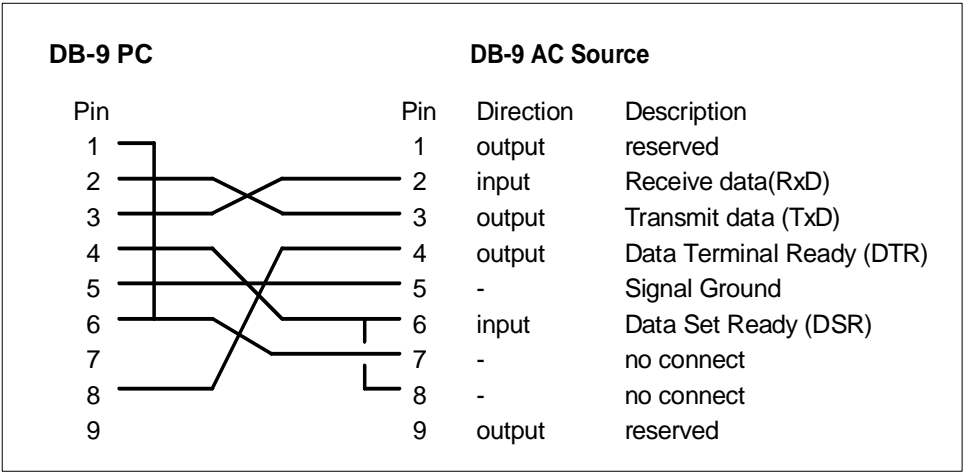 DB-9 PC DB-9 AC Source
Pin Pin Direction Description
1 1 output reserved
2 2 input Receive data(RxD)
3 3 output Transmit data (TxD)
4 4 output Data Terminal Ready (DTR)
5 5 - Signal Ground
6 6 input Data Set Ready (DSR)
7 7 - no connect
8 8 - no connect
9 9 output reserved